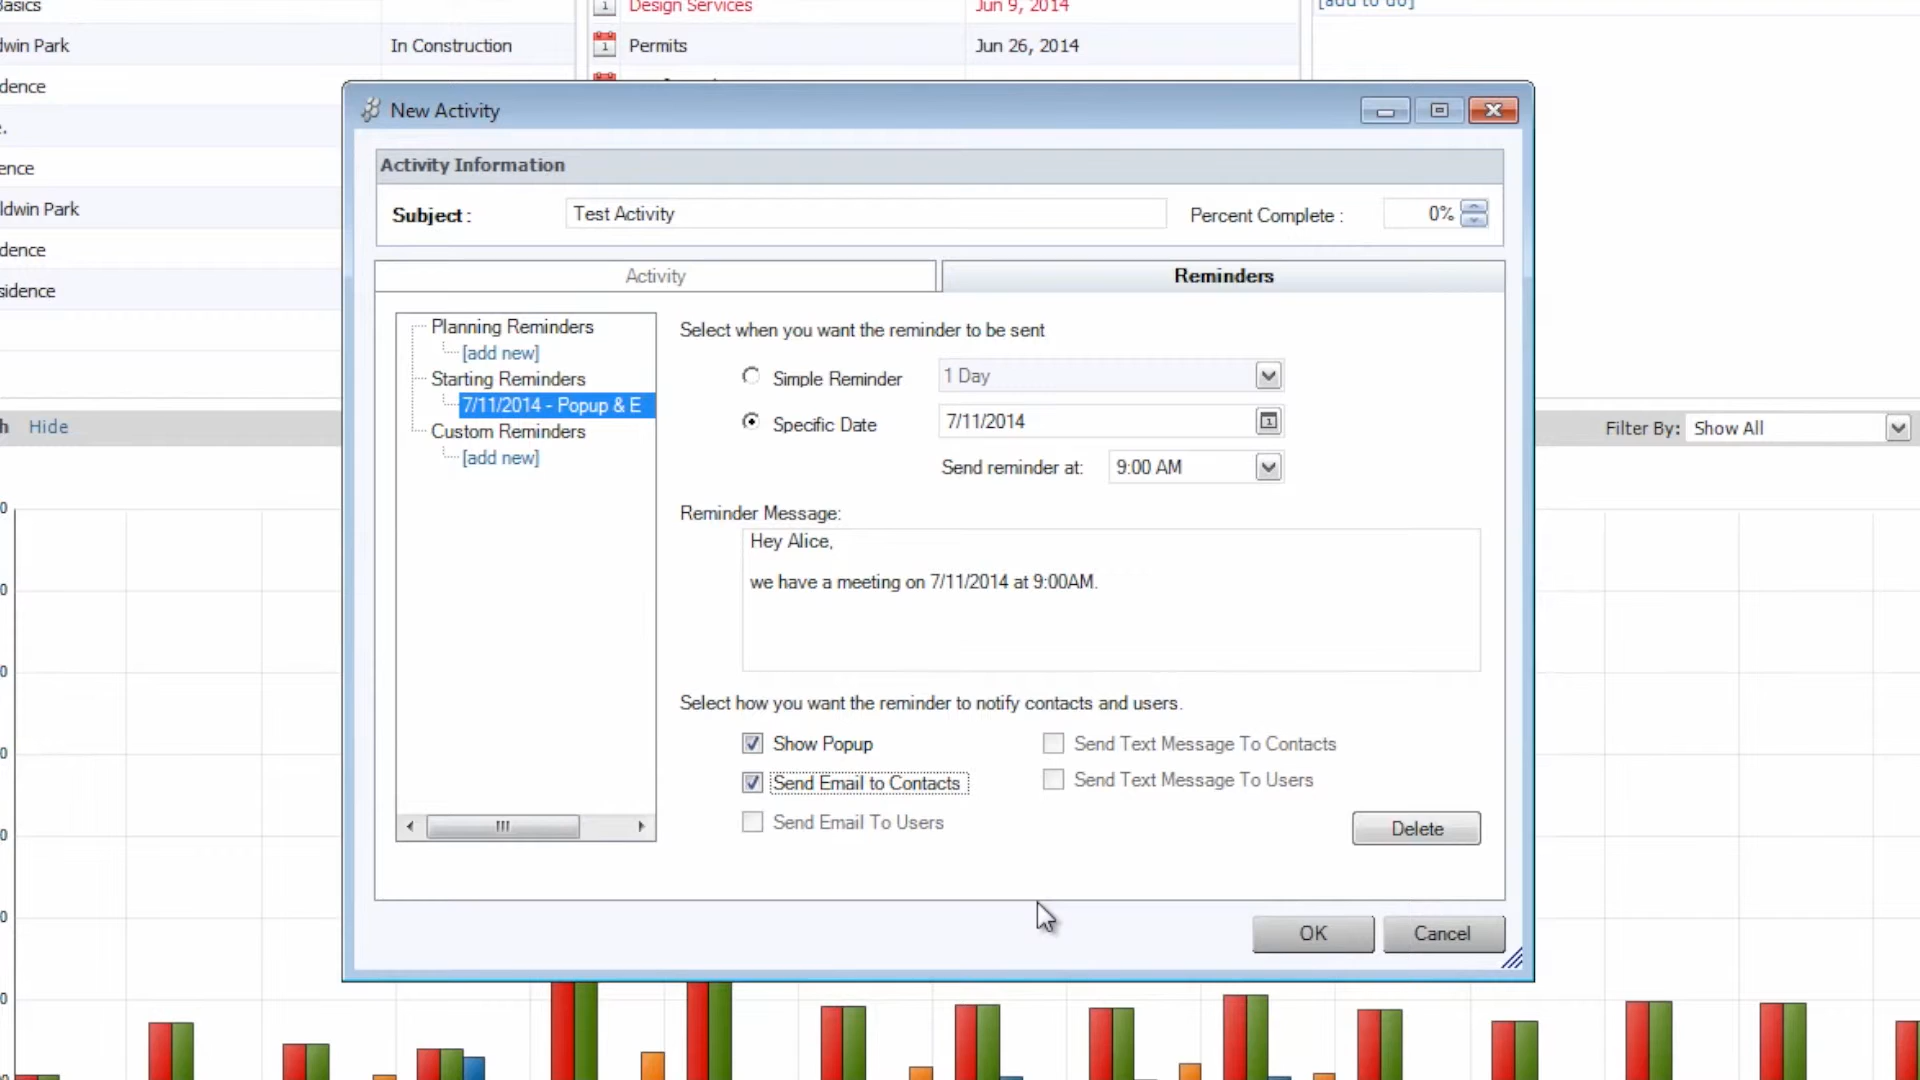 Basics
Design Services Jun 9, 2014
[add to do]
dwin Park In Construction
Permits Jun 26, 2014
dence
New Activity
ence
Activity Information
ldwin Park
Subject : Test Activity
Percent Complete : 0%
dence
sidence
Activity
Reminders
Planning Reminders
[add new]
Starting Reminders
7/11/2014 - Popup & E
Custom Reminders
[add new]
Select when you want the reminder to be sent
Simple Reminder 1 Day
Specific Date 7/11/2014
Send reminder at: 9:00 AM
h Hide
Filter By: Show All
Reminder Message:
Hey Alice,
we have a meeting on 7/11/2014 at 9:00AM.
Select how you want the reminder to notify contacts and users.
Show Popup
Send Text Message To Contacts
Send Email to Contacts
Send Text Message To Users
Send Email To Users
Delete
OK
Cancel